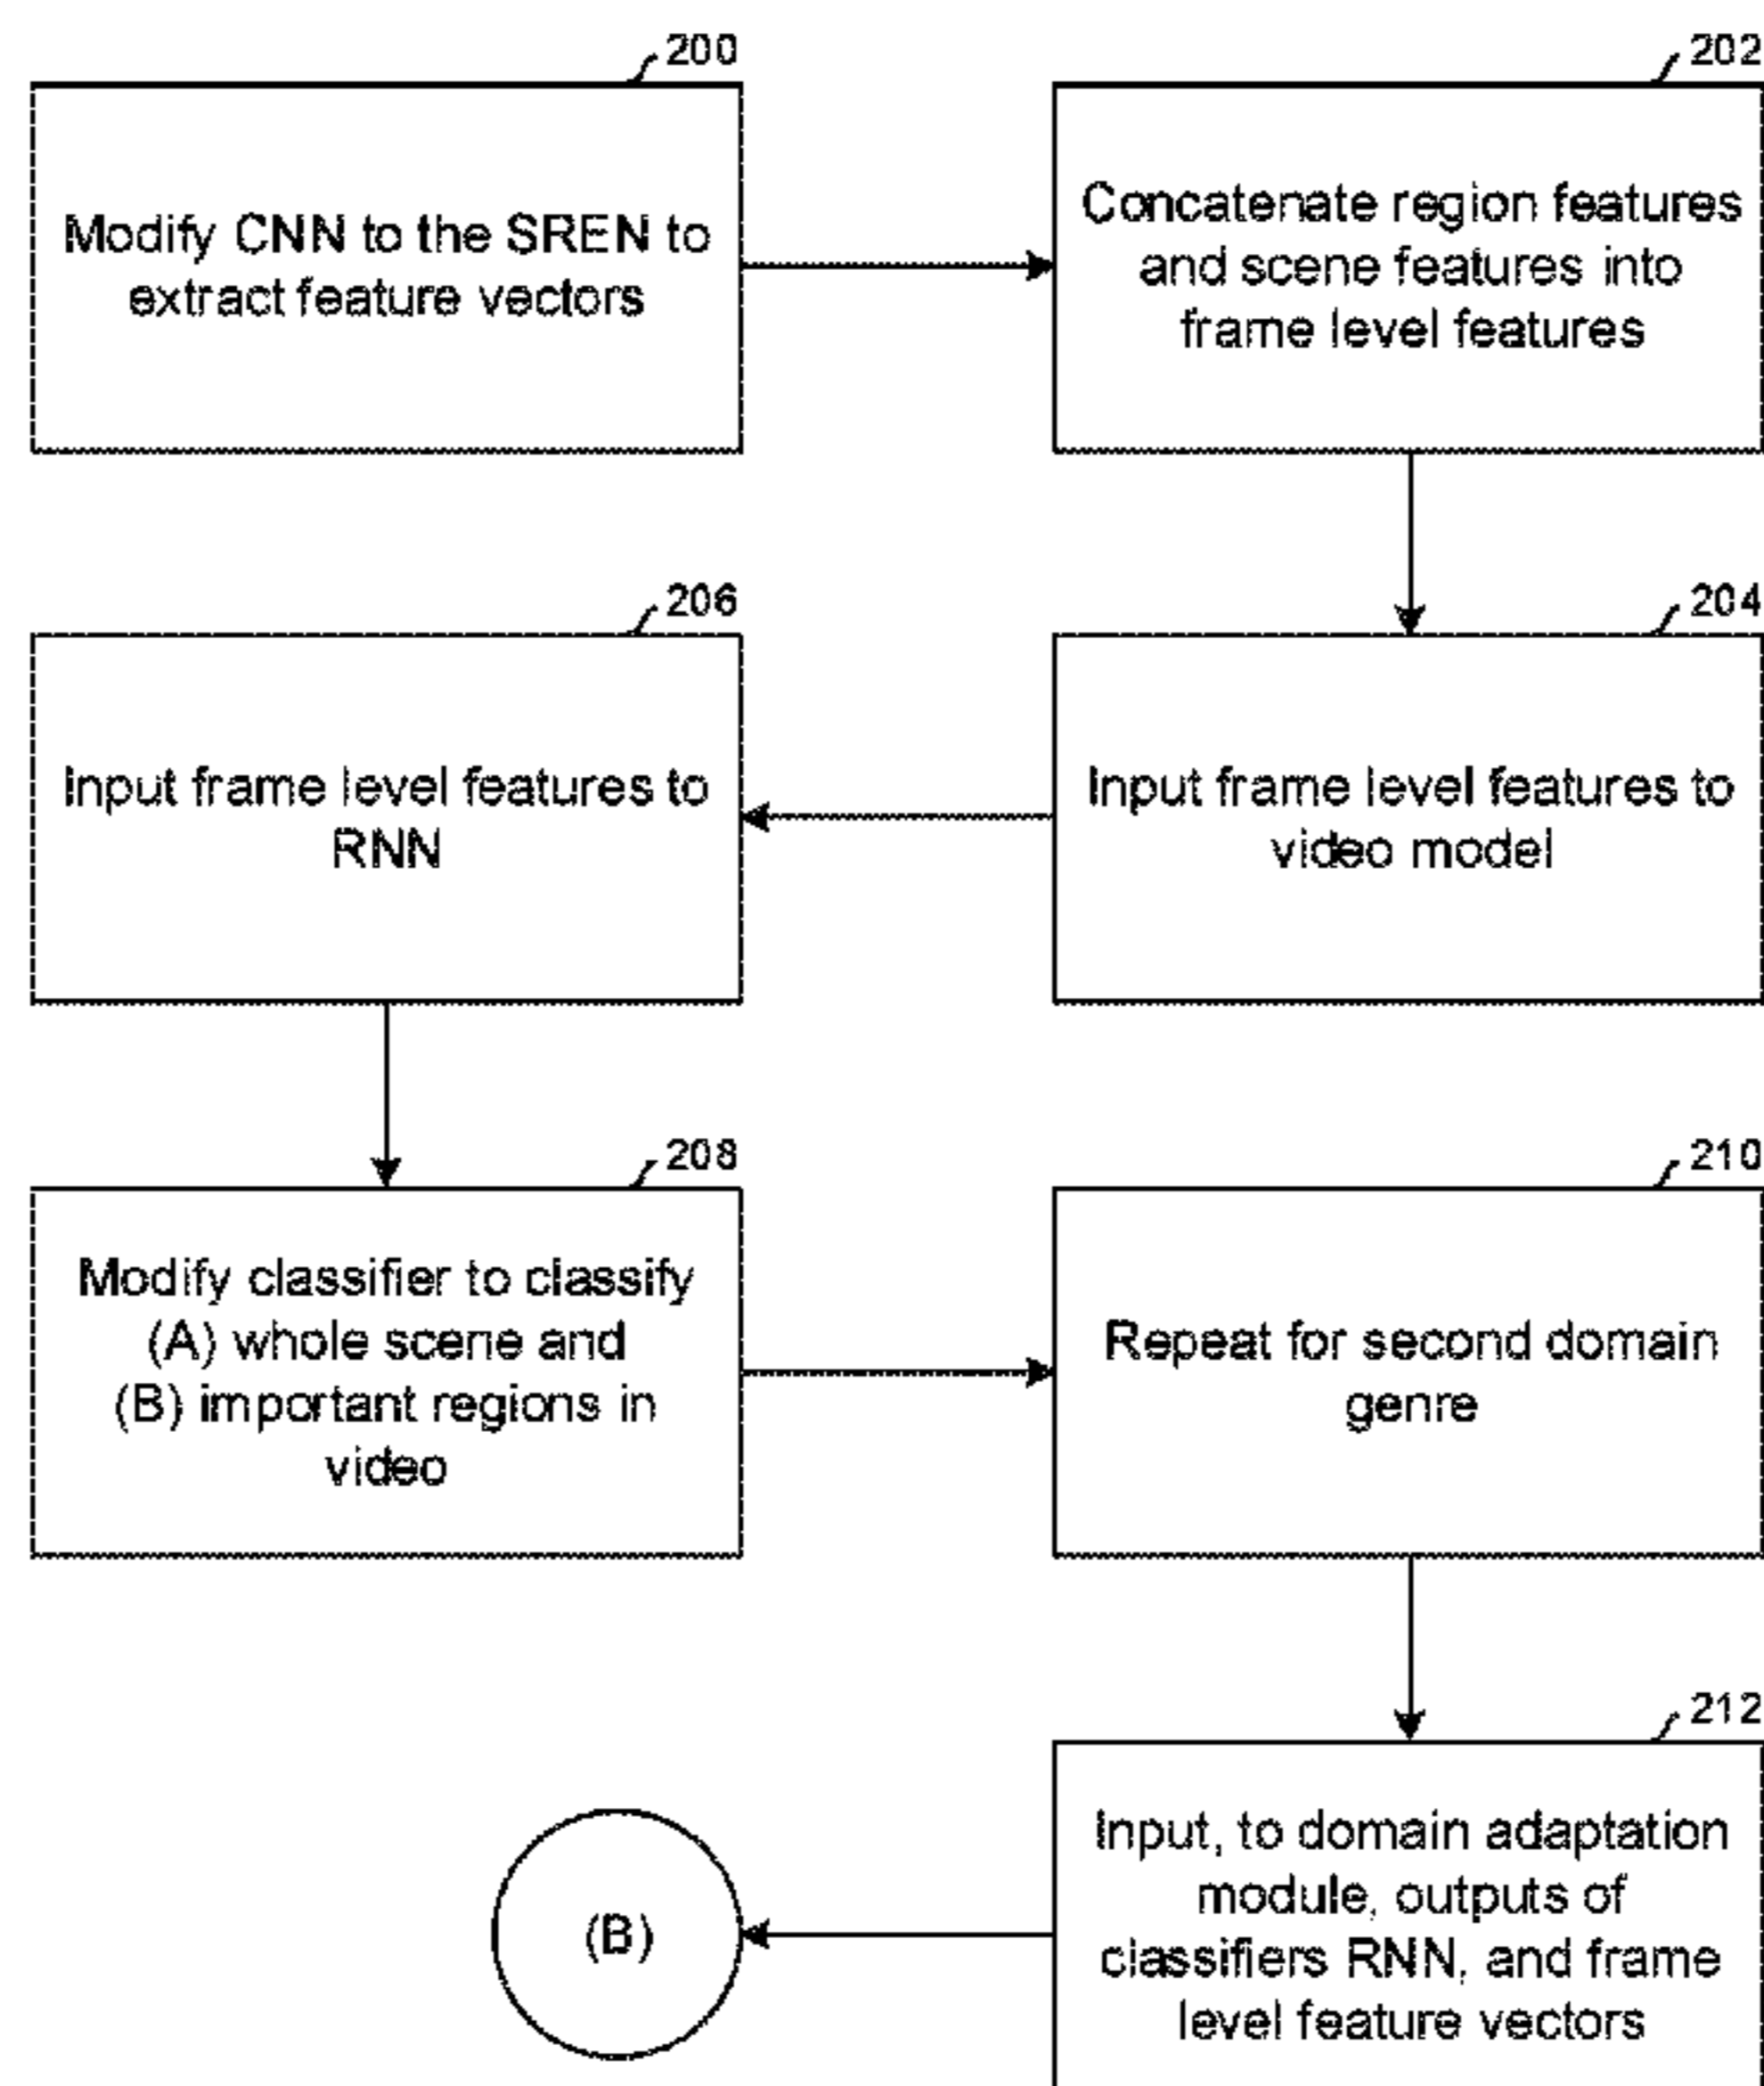 200
Modify CNN to the SREN to
extract feature vectors
202
Concatenate region features
and scene features into
frame level features
204
Input frame level features to
video model
206
Input frame level features to
RNN
208
Modify classifier to classify
(A) whole scene and
(B) important regions in
video
210
Repeat for second domain
genre
212
Input, to domain adaptation
module, outputs of
classifiers RNN, and frame
level feature vectors
(B)